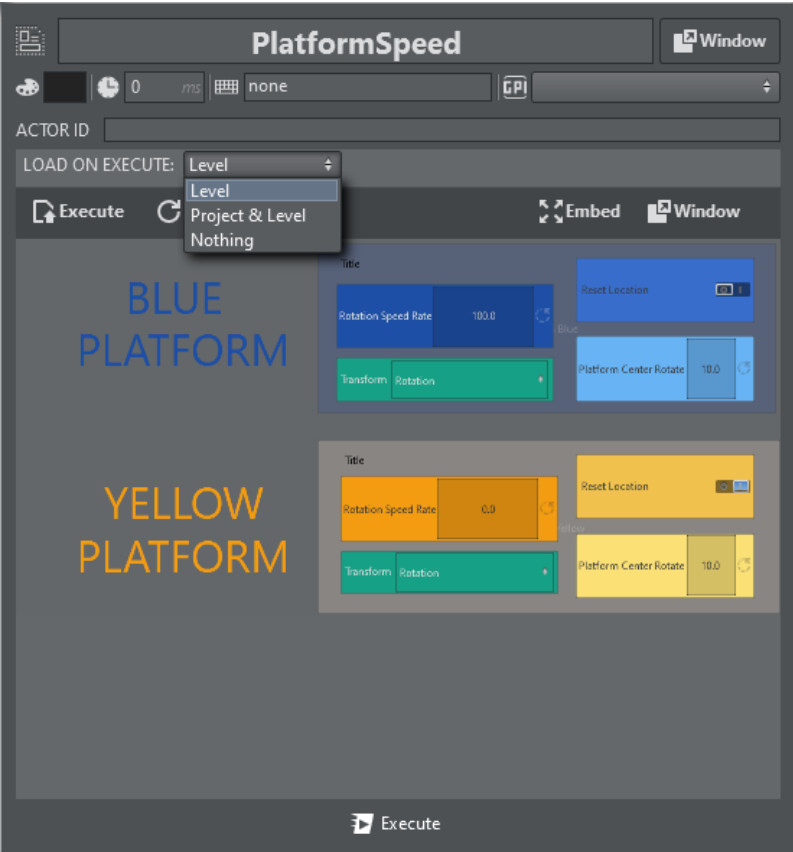 PlatformSpeed
Window
0 ms none GPI
ACTOR ID
LOAD ON EXECUTE: Level
Level
Project & Level
Nothing
Execute
Embed Window
BLUE
PLATFORM
Title
Rotation Speed Rate 100.0
Reset Location
Blue
Transform Rotation
Platform Center Rotate 10.0
YELLOW
PLATFORM
Title
Rotation Speed Rate 0.0
Reset Location
Yellow
Transform Rotation
Platform Center Rotate 10.0
Execute